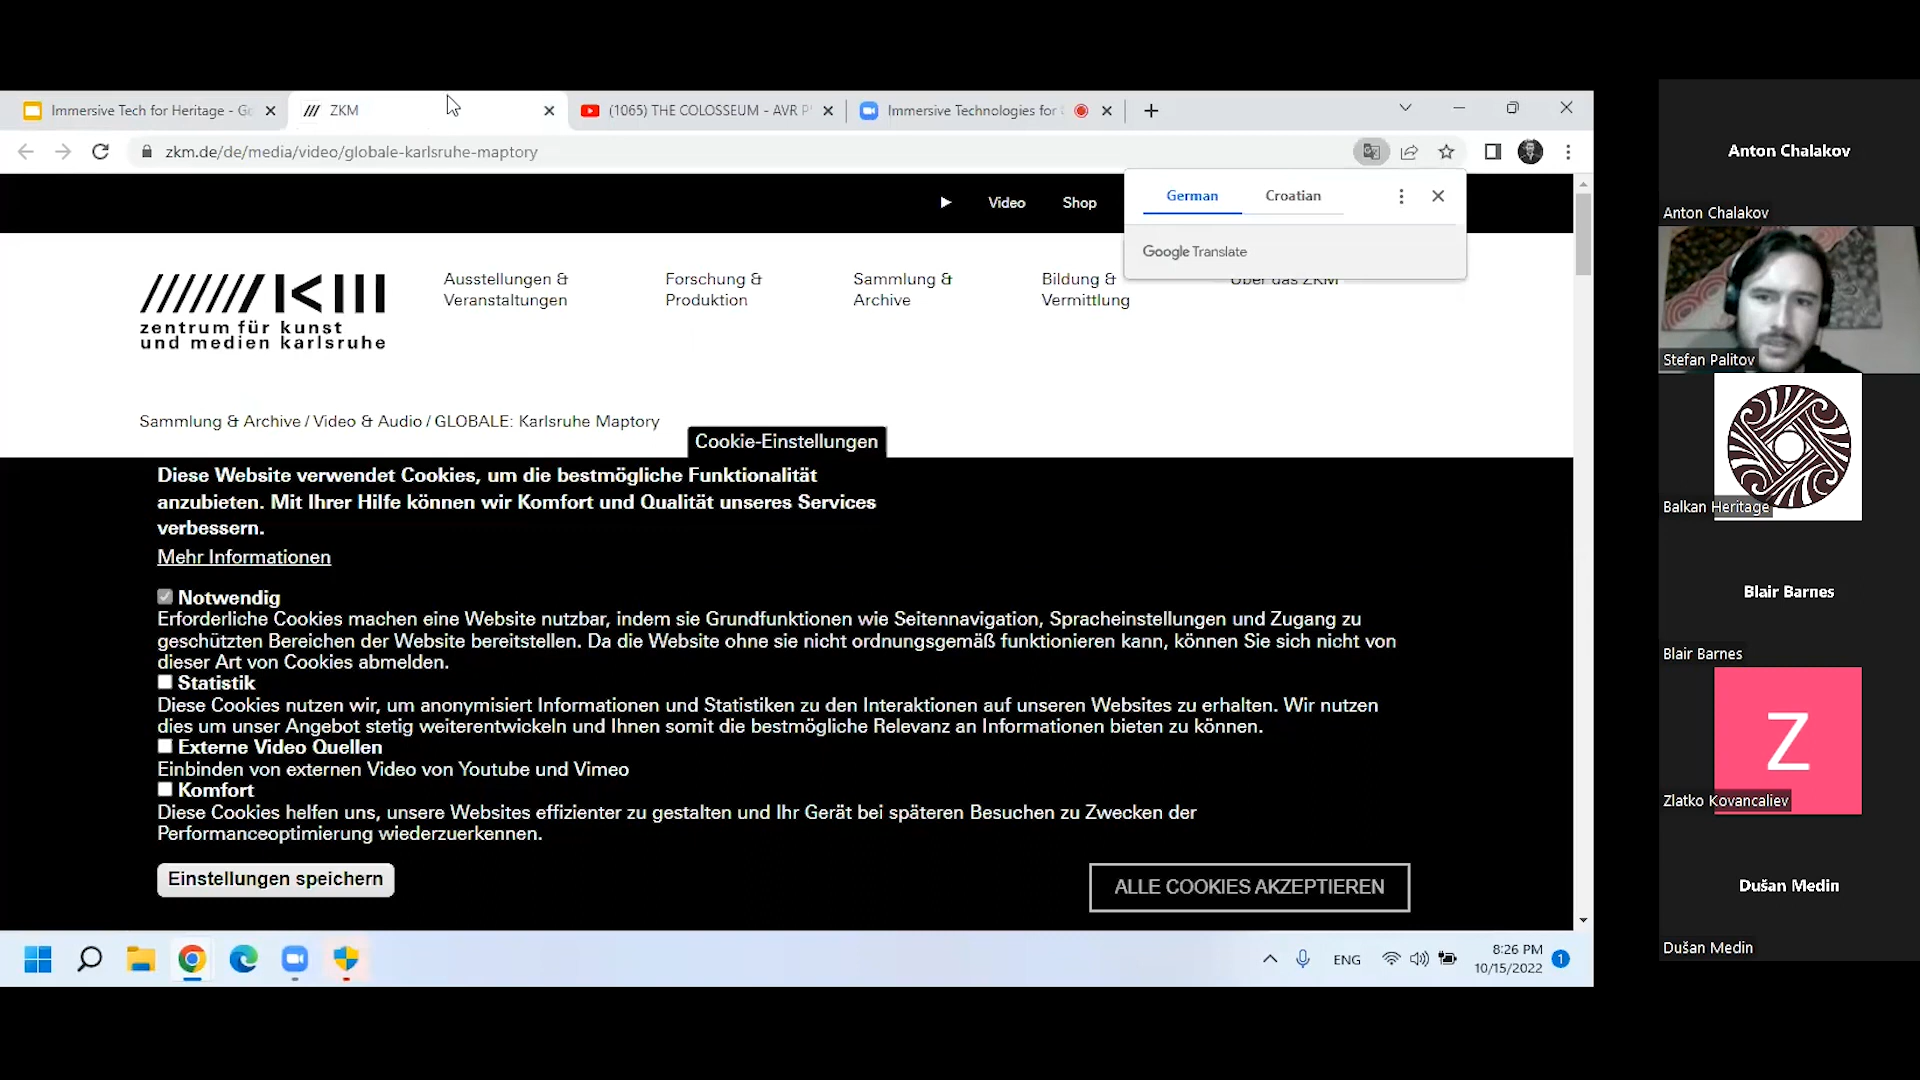 Immersive Tech for Heritage - Go
ZKM
(1065) THE COLOSSEUM - AVR P
Immersive Technologies for
zkm.de/de/media/video/globale-karlsruhe-maptory
German
Croatian
Google Translate
Video
Shop
zentrum für kunst
und medien karlsruhe
Ausstellungen &
Veranstaltungen
Forschung &
Produktion
Sammlung &
Archive
Bildung &
Vermittlung
Über das ZKM
Sammlung & Archive / Video & Audio / GLOBALE: Karlsruhe Maptory
Cookie-Einstellungen
Diese Website verwendet Cookies, um die bestmögliche Funktionalität
anzubieten. Mit Ihrer Hilfe können wir Komfort und Qualität unseres Services
verbessern.
Mehr Informationen
Notwendig
Erforderliche Cookies machen eine Website nutzbar, indem sie Grundfunktionen wie Seitennavigation, Spracheinstellungen und Zugang zu
geschützten Bereichen der Website bereitstellen. Da die Website ohne sie nicht ordnungsgemäß funktionieren kann, können Sie sich nicht von
dieser Art von Cookies abmelden.
Statistik
Diese Cookies nutzen wir, um anonymisiert Informationen und Statistiken zu den Interaktionen auf unseren Websites zu erhalten. Wir nutzen
dies um unser Angebot stetig weiterentwickeln und Ihnen somit die bestmögliche Relevanz an Informationen bieten zu können.
Externe Video Quellen
Einbinden von externen Video von Youtube und Vimeo
Komfort
Diese Cookies helfen uns, unsere Websites effizienter zu gestalten und Ihr Gerät bei späteren Besuchen zu Zwecken der
Performanceoptimierung wiederzuerkennen.
Einstellungen speichern
ALLE COOKIES AKZEPTIEREN
ENG
8:26 PM
10/15/2022
1
Anton Chalakov
Anton Chalakov
Stefan Palitov
Balkan Heritage
Blair Barnes
Blair Barnes
Z
Zlatko Kovancaliev
Dušan Medin
Dušan Medin